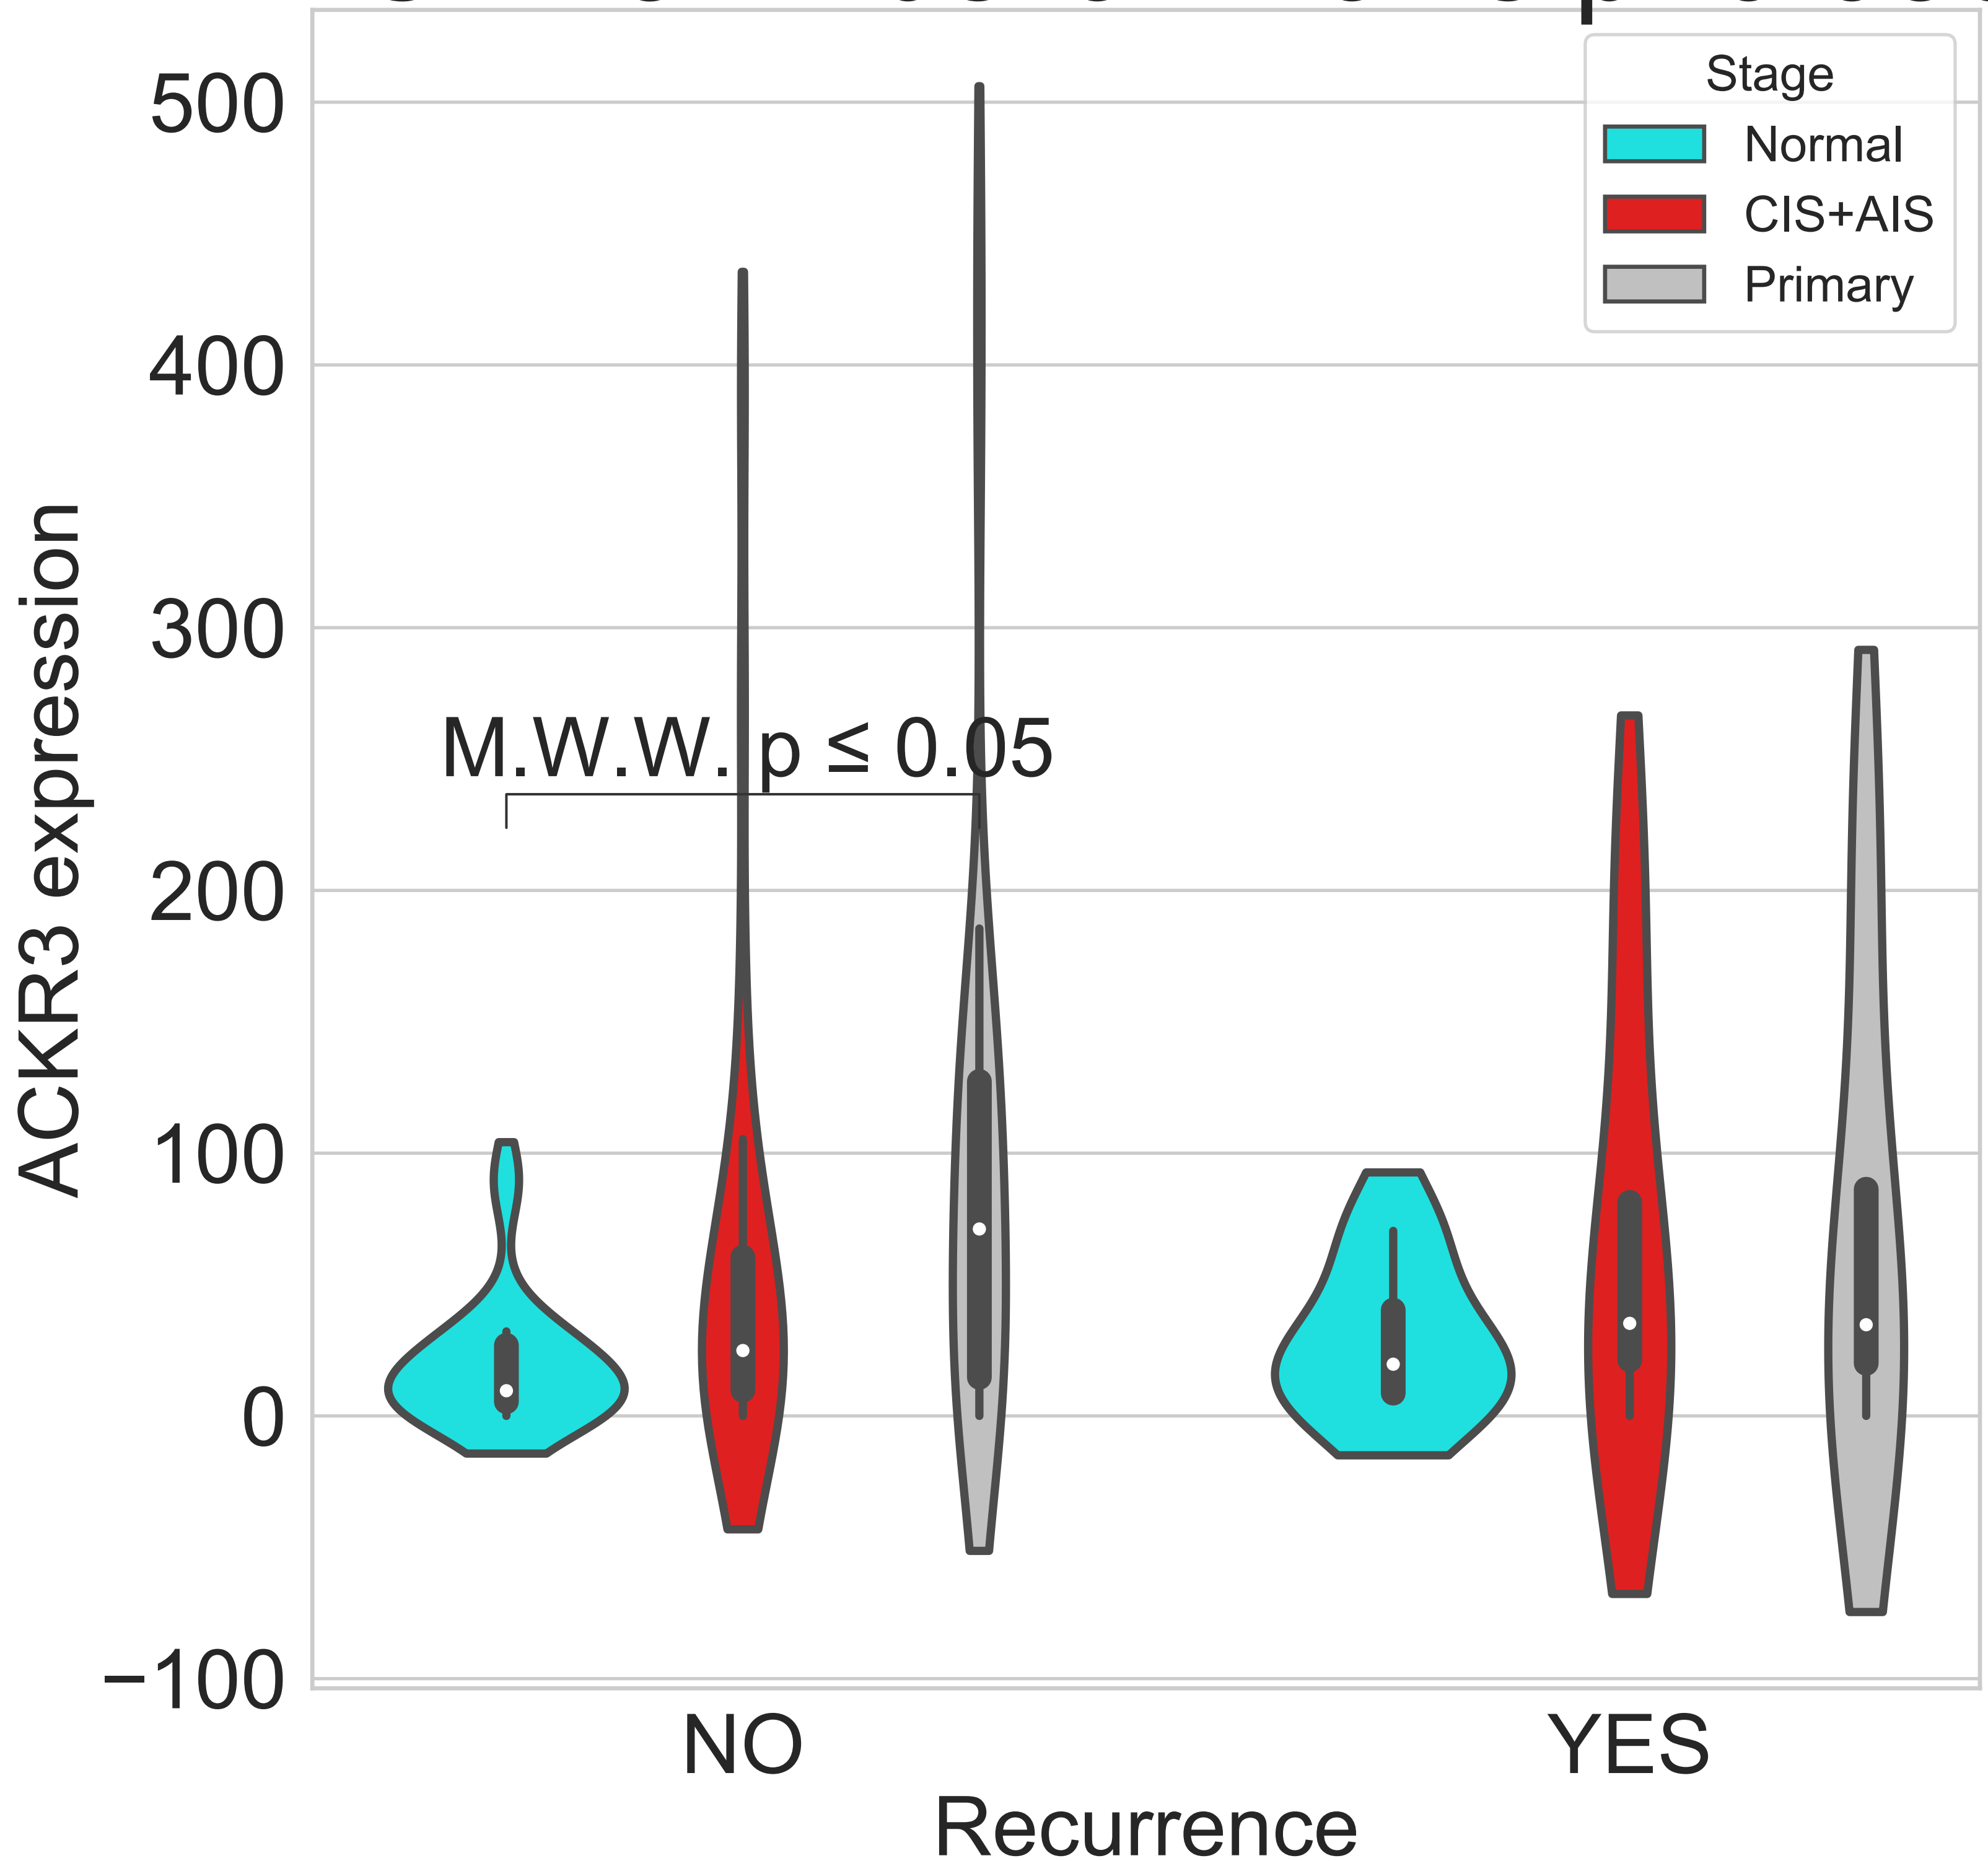 Stage
Normal
CIS+AIS
Primary
500
400
300
200
100
0
−100
ACKR3 expression
M.W.W. p ≤ 0.05
NO
YES
Recurrence